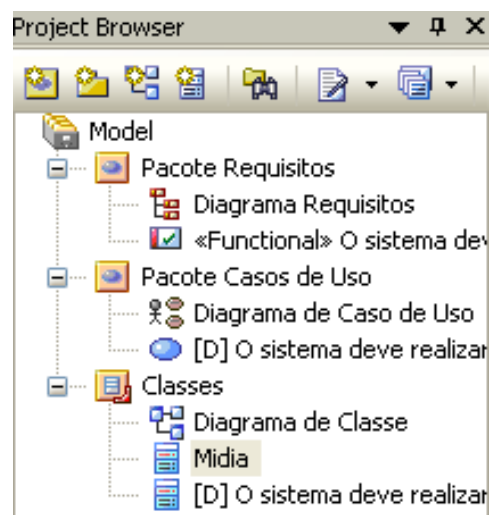 Project Browser
Model
Pacote Requisitos
Diagrama Requisitos
«Functional» O sistema dev
Pacote Casos de Uso
Diagrama de Caso de Uso
[D] O sistema deve realizar
Classes
Diagrama de Classe
Midia
[D] O sistema deve realizar